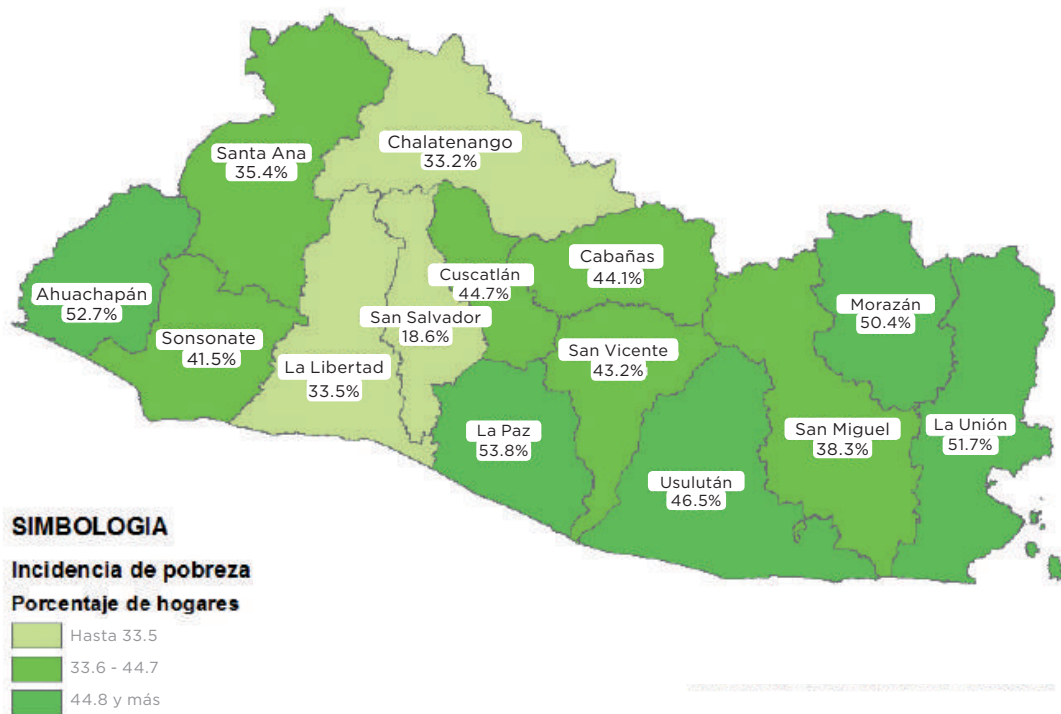 Chalatenango
33.2%
Santa Ana
35.4%
Cabañas
44.1%
Cuscatlán
44.7%
Ahuachapán
52.7%
Morazán
50.4%
San Salvador
18.6%
Sonsonate
41.5%
San Vicente
43.2%
La Libertad
33.5%
La Paz
53.8%
San Miguel
38.3%
La Unión
51.7%
Usulután
46.5%
SIMBOLOGIA
Incidencia de pobreza
Porcentaje de hogares
Hasta 33.5
33.6 - 44.7
44.8 y más